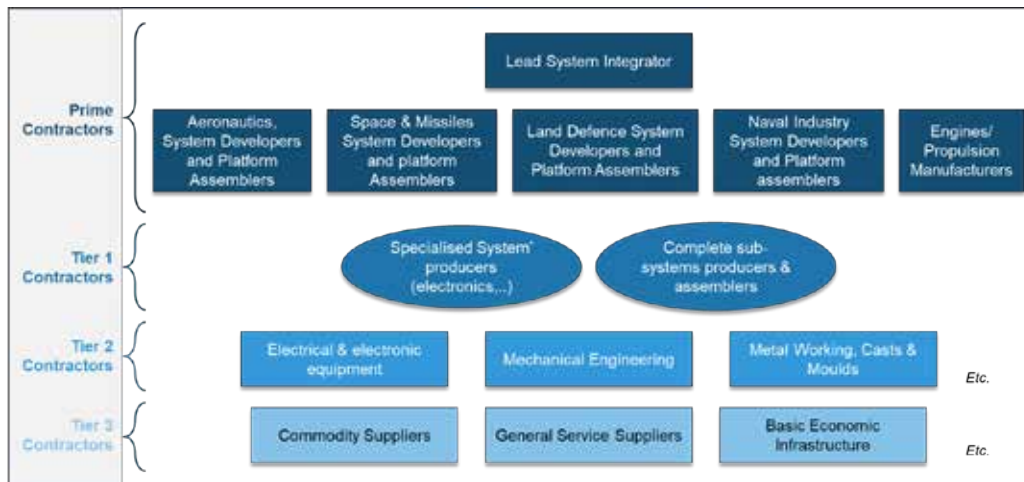 Lead System Integrator
Prime
Contractors
Aeronautics,
System Developers
and Platform
Assemblers
Space & Missiles
System Developers
and platform
Assemblers
Land Defence System
Developers and
Platform Assemblers
Naval Industry
System Developers
and Platform
assemblers
Engines/
Propulsion
Manufacturers
Tier 1
Contractors
Specialised System*
producers
(electronics,..)
Complete sub-
systems producers &
assemblers
Tier 2
Contractors
Electrical & electronic
equipment
Mechanical Engineering
Metal Working, Casts &
Moulds
Etc.
Tier 3
Contractors
Commodity Suppliers
General Service Suppliers
Basic Economic
Infrastructure
Etc.